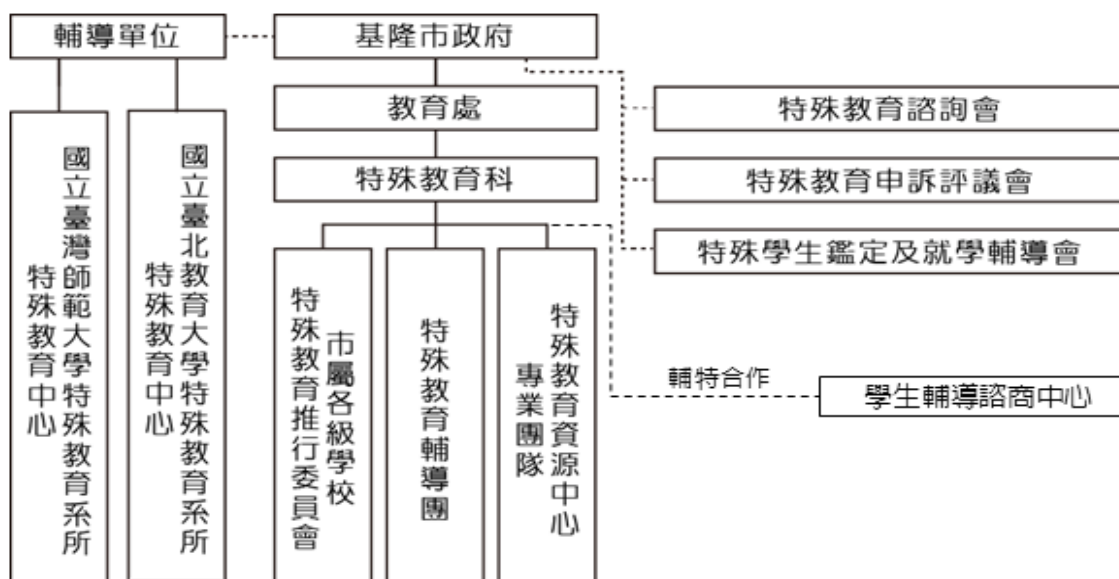 輔導單位
基隆市政府
教育處
特殊教育諮詢會
特殊教育科
特殊教育申訴評議會
特殊學生鑑定及就學輔導會
國立臺灣師範大學特殊教育系所
特殊教育中心
國立臺北教育大學特殊教育系所
特殊教育中心
市屬各級學校
特殊教育推行委員會
特殊教育輔導團
特殊教育資源中心
專業團隊
輔特合作
學生輔導諮商中心